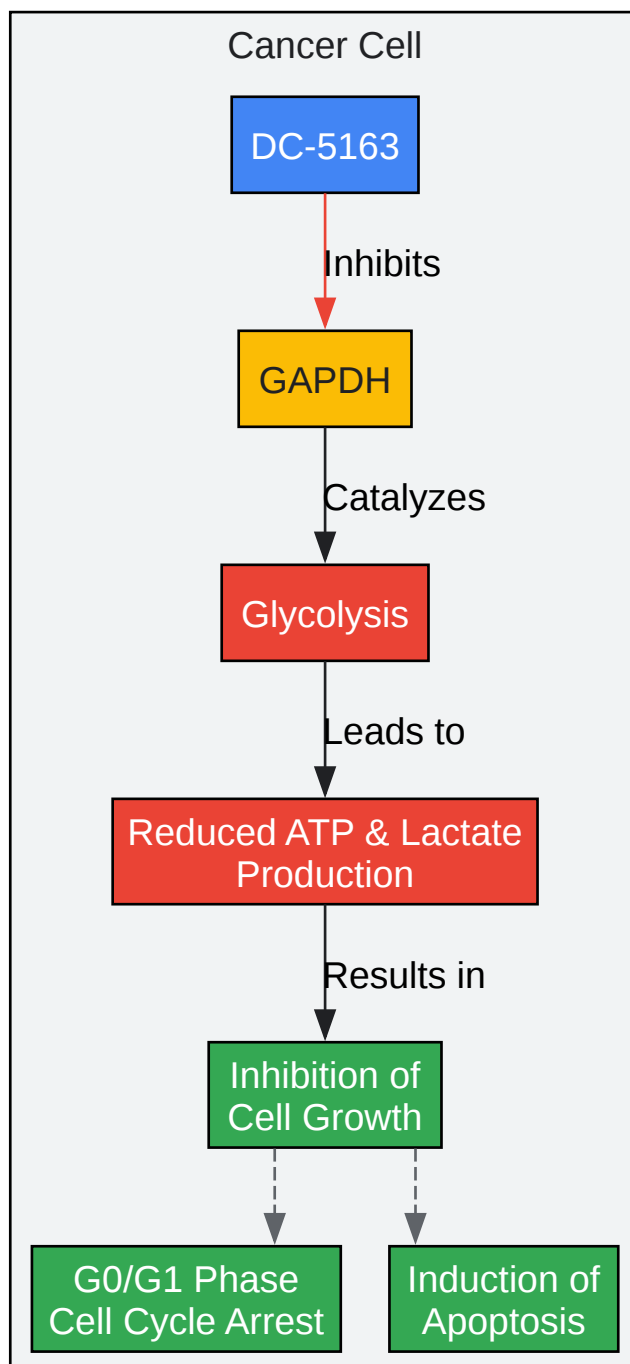 Cancer Cell
DC-5163
Inhibits
GAPDH
Catalyzes
Glycolysis
Leads to
Reduced ATP & Lactate
Production
Results in
Inhibition of
Cell Growth
G0/G1 Phase
Cell Cycle Arrest
Induction of
Apoptosis